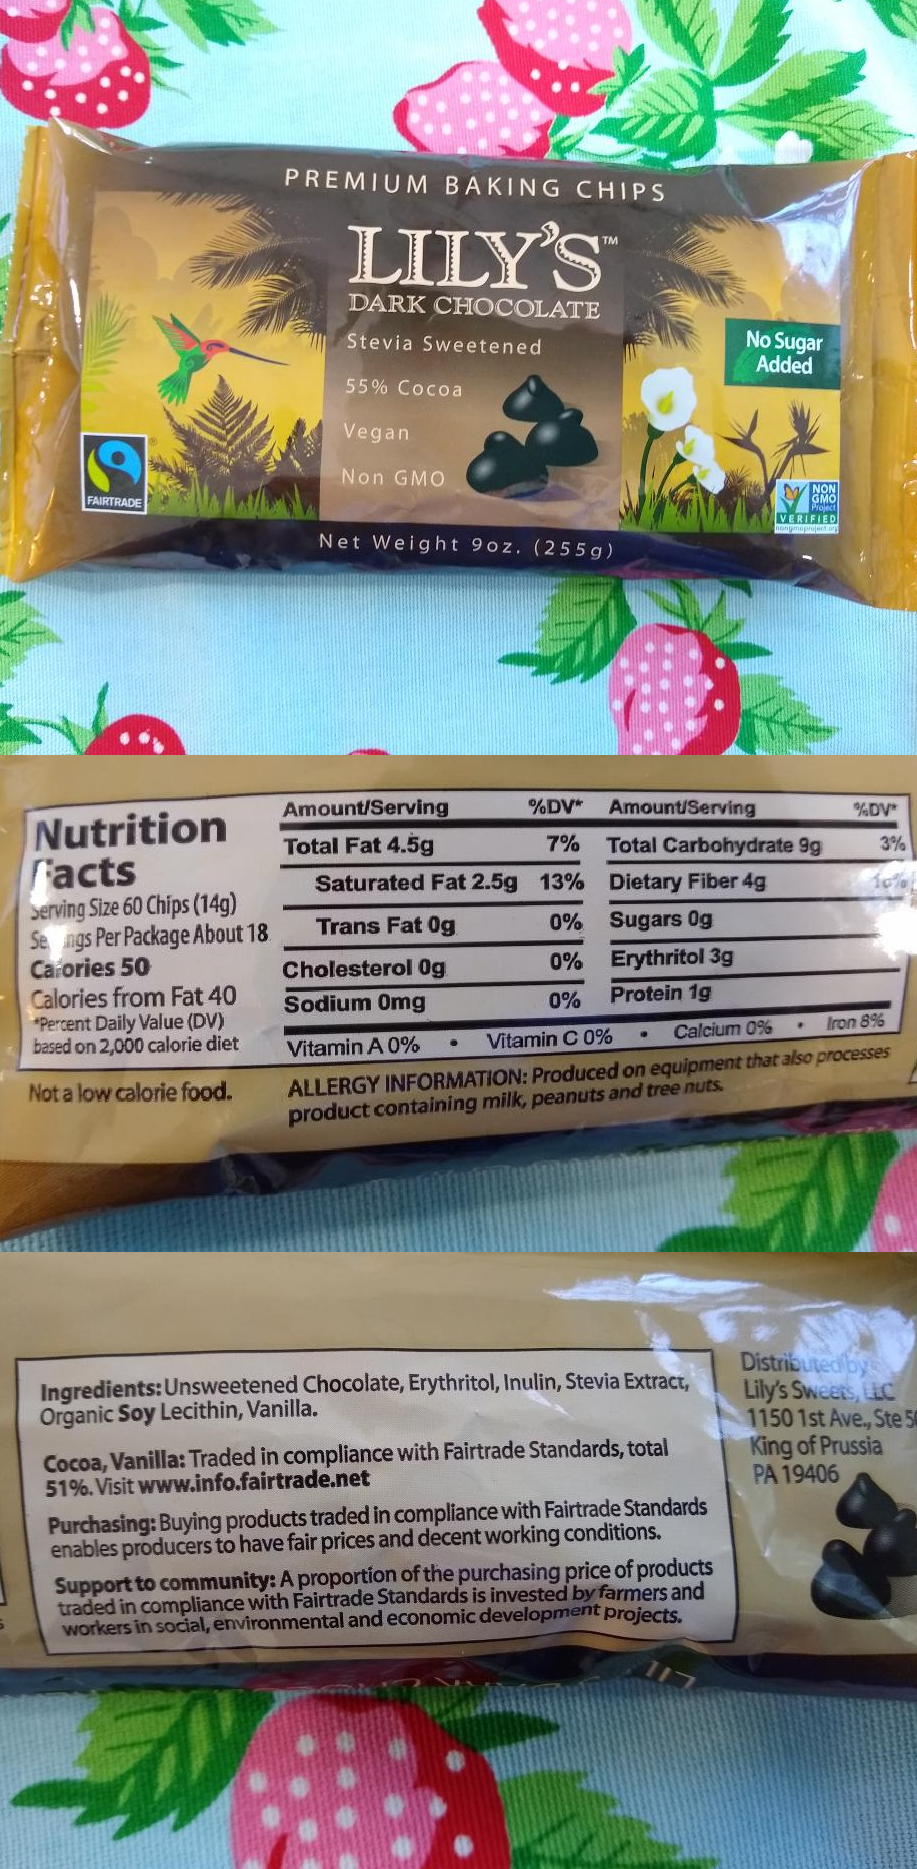 PREMIUM BAKING CHIPS
LILY'S™
DARK CHOCOLATE
Stevia Sweetened
55% Cocoa
Vegan
Non GMO
No Sugar
Added
FAIRTRADE
NON
GMO
Project
VERIFIED
nongmoproject.org
Net Weight 9oz. (255g)
Nutrition
Facts
Serving Size 60 Chips (14g)
Servings Per Package About 18
Calories 50
Calories from Fat 40
*Percent Daily Value (DV)
based on 2,000 calorie diet
Amount/Serving %DV*
Total Fat 4.5g 7%
Saturated Fat 2.5g 13%
Trans Fat 0g 0%
Cholesterol 0g 0%
Sodium 0mg 0%
Amount/Serving %DV*
Total Carbohydrate 9g 3%
Dietary Fiber 4g 16%
Sugars 0g
Erythritol 3g
Protein 1g
Vitamin A 0% • Vitamin C 0% • Calcium 0% • Iron 8%
Not a low calorie food.
ALLERGY INFORMATION: Produced on equipment that also processes
product containing milk, peanuts and tree nuts.
Ingredients: Unsweetened Chocolate, Erythritol, Inulin, Stevia Extract,
Organic Soy Lecithin, Vanilla.
Cocoa, Vanilla: Traded in compliance with Fairtrade Standards, total
51%. Visit www.info.fairtrade.net
Purchasing: Buying products traded in compliance with Fairtrade Standards
enables producers to have fair prices and decent working conditions.
Support to community: A proportion of the purchasing price of products
traded in compliance with Fairtrade Standards is invested by farmers and
workers in social, environmental and economic development projects.
Distributed by
Lily's Sweets, LLC
1150 1st Ave., Ste
King of Prussia
PA 19406